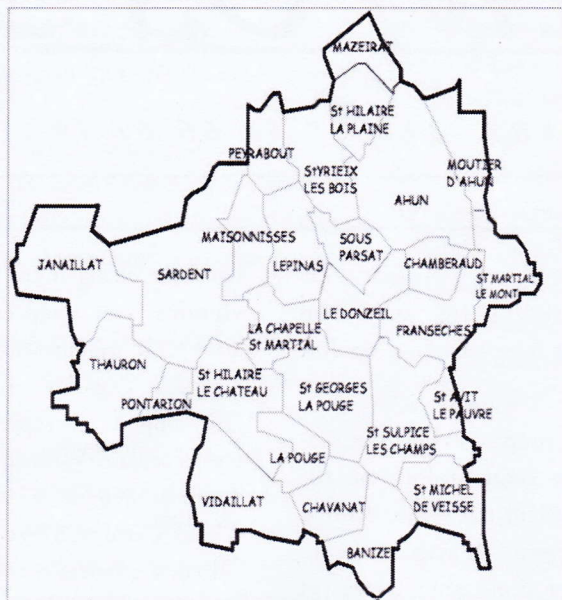 MAZEIRAT
St HILAIRE
LA PLAINE
PEYRABOUT
StYRIEIX
LES BOIS
MOUTIER
D'AHUN
AHUN
MAISONNISSES
SOUS
PARSAT
JANAILLAT
SARDENT
LEPINAS
CHAMBERAUD
ST MARTIAL
LE MONT
LE DONZEIL
LA CHAPELLE
St MARTIAL
FRANSECHES
THAURON
St HILAIRE
LE CHATEAU
St GEORGES
LA POUGE
PONTARION
St AVIT
LE PAUVRE
St SULPICE
LES CHAMPS
LA POUGE
VIDAILLAT
CHAVANAT
St MICHEL
DE VEISSE
BANIZE